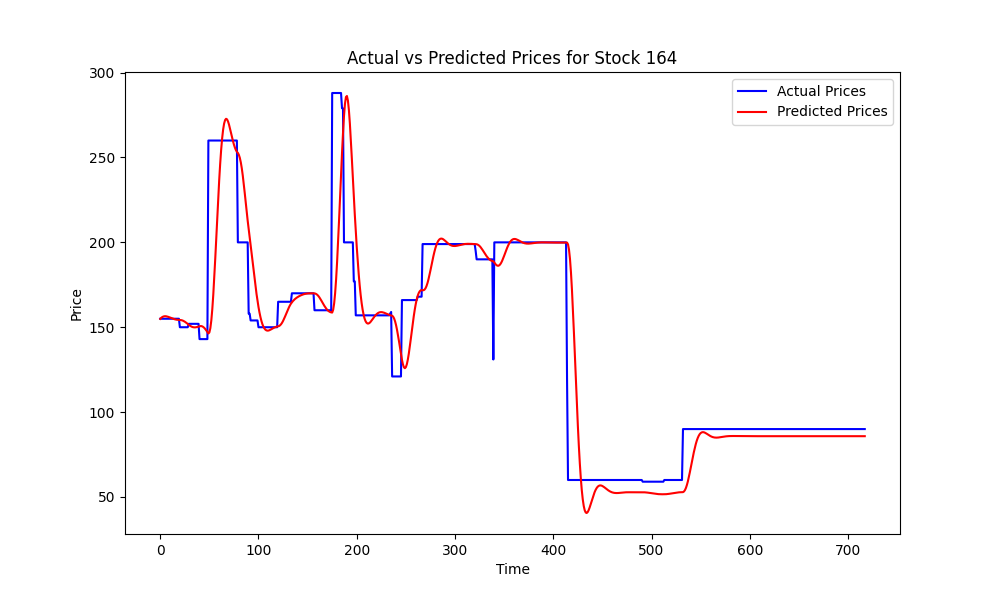 Actual vs Predicted Prices for Stock 164
Actual Prices
Predicted Prices
Price
300
250
200
150
100
50
0 100 200 300 400 500 600 700
Time